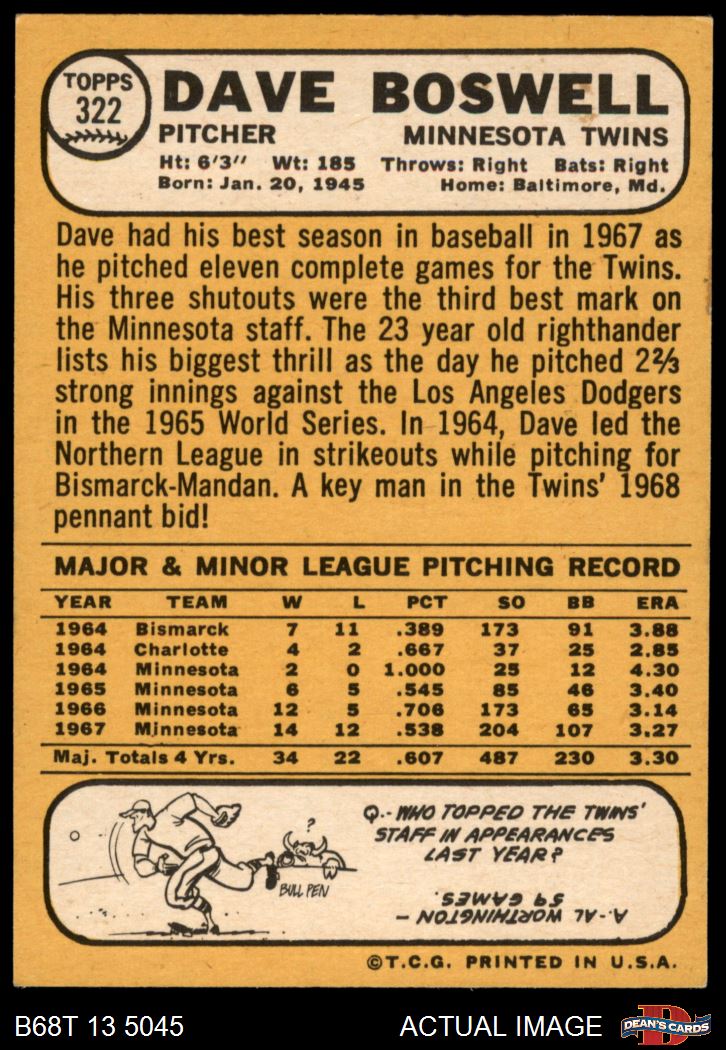 TOPPS
322
DAVE BOSWELL
PITCHER MINNESOTA TWINS
Ht: 6'3" Wt: 185 Throws: Right Bats: Right
Born: Jan. 20, 1945 Home: Baltimore, Md.
Dave had his best season in baseball in 1967 as
he pitched eleven complete games for the Twins.
His three shutouts were the third best mark on
the Minnesota staff. The 23 year old righthander
lists his biggest thrill as the day he pitched 2⅔
strong innings against the Los Angeles Dodgers
in the 1965 World Series. In 1964, Dave led the
Northern League in strikeouts while pitching for
Bismarck-Mandan. A key man in the Twins' 1968
pennant bid!
MAJOR & MINOR LEAGUE PITCHING RECORD
YEAR TEAM W L PCT SO BB ERA
1964 Bismarck 7 11 .389 173 91 3.88
1964 Charlotte 4 2 .667 37 25 2.85
1964 Minnesota 2 0 1.000 25 12 4.30
1965 Minnesota 6 5 .545 85 46 3.40
1966 Minnesota 12 5 .706 173 65 3.14
1967 Minnesota 14 12 .538 204 107 3.27
Maj. Totals 4 Yrs. 34 22 .607 487 230 3.30
?
BULL PEN
Q.- WHO TOPPED THE TWINS'
STAFF IN APPEARANCES
LAST YEAR?
A.- AL WORTHINGTON –
59 GAMES.
©T.C.G. PRINTED IN U.S.A.
B68T 13 5045 ACTUAL IMAGE
D
DEAN'S CARDS